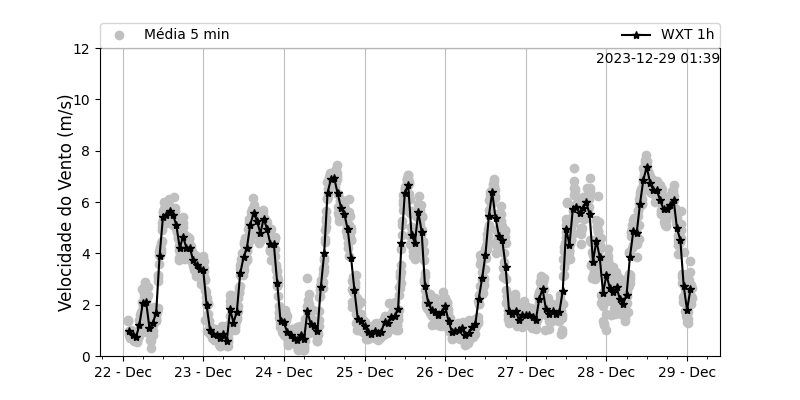 Média 5 min
WXT 1h
2023-12-29 01:39
Velocidade do Vento (m/s)
12
10
8
6
4
2
0
22 - Dec 23 - Dec 24 - Dec 25 - Dec 26 - Dec 27 - Dec 28 - Dec 29 - Dec